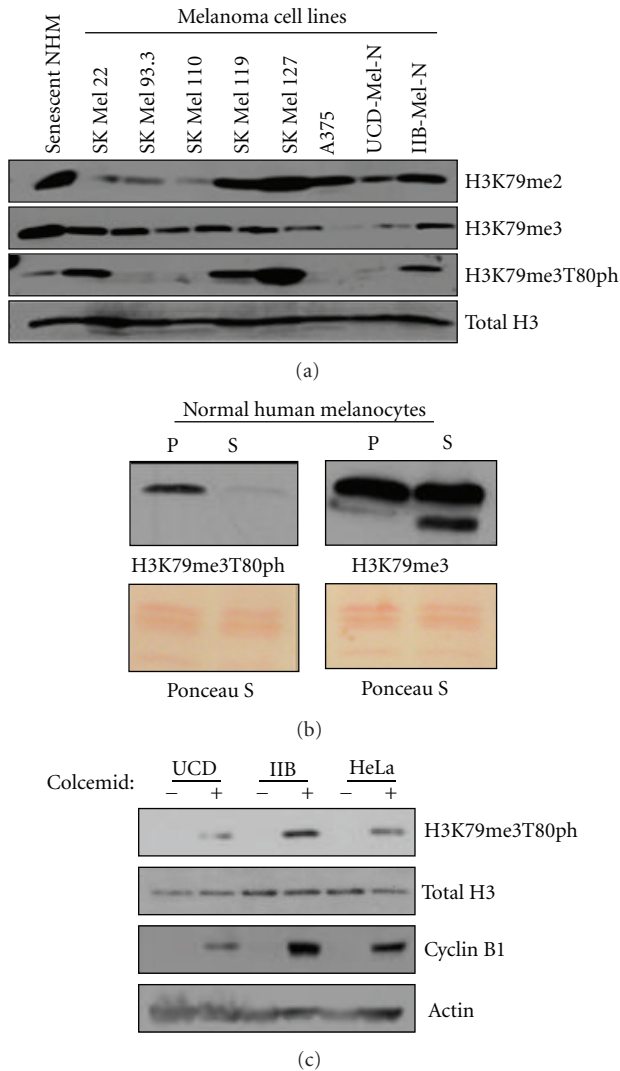 Melanoma cell lines
Senescent NHM
SK Mel 22
SK Mel 93.3
SK Mel 110
SK Mel 119
SK Mel 127
A375
UCD-Mel-N
IIB-Mel-N
H3K79me2
H3K79me3
H3K79me3T80ph
Total H3
(a)
Normal human melanocytes
P S P S
H3K79me3T80ph H3K79me3
Ponceau S Ponceau S
(b)
UCD IIB HeLa
Colcemid: − + − + − +
H3K79me3T80ph
Total H3
Cyclin B1
Actin
(c)